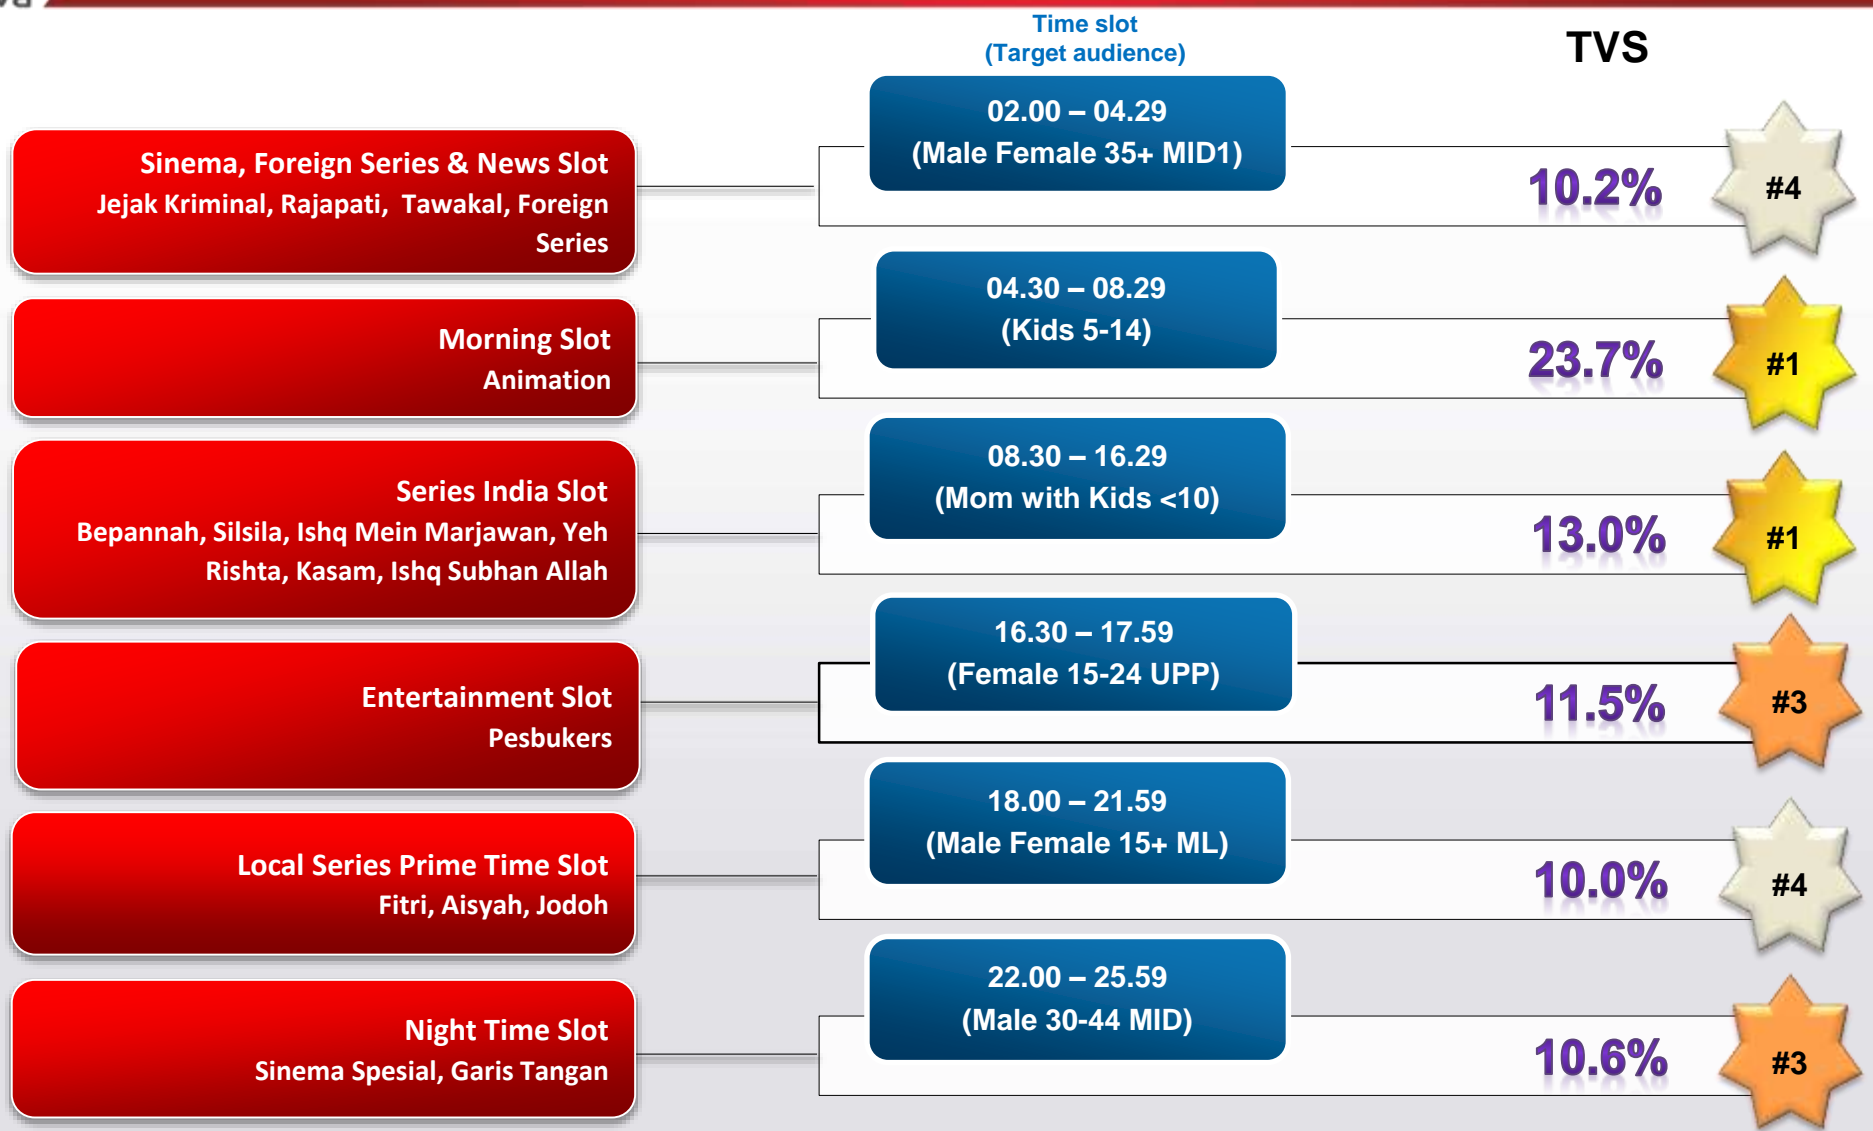 Time slot
(Target audience)
TVS
Sinema, Foreign Series & News Slot
Jejak Kriminal, Rajapati, Tawakal, Foreign
Series
02.00 – 04.29
(Male Female 35+ MID1)
10.2%
#4
Morning Slot
Animation
04.30 – 08.29
(Kids 5-14)
23.7%
#1
Series India Slot
Bepannah, Silsila, Ishq Mein Marjawan, Yeh
Rishta, Kasam, Ishq Subhan Allah
08.30 – 16.29
(Mom with Kids <10)
13.0%
#1
Entertainment Slot
Pesbukers
16.30 – 17.59
(Female 15-24 UPP)
11.5%
#3
Local Series Prime Time Slot
Fitri, Aisyah, Jodoh
18.00 – 21.59
(Male Female 15+ ML)
10.0%
#4
Night Time Slot
Sinema Spesial, Garis Tangan
22.00 – 25.59
(Male 30-44 MID)
10.6%
#3